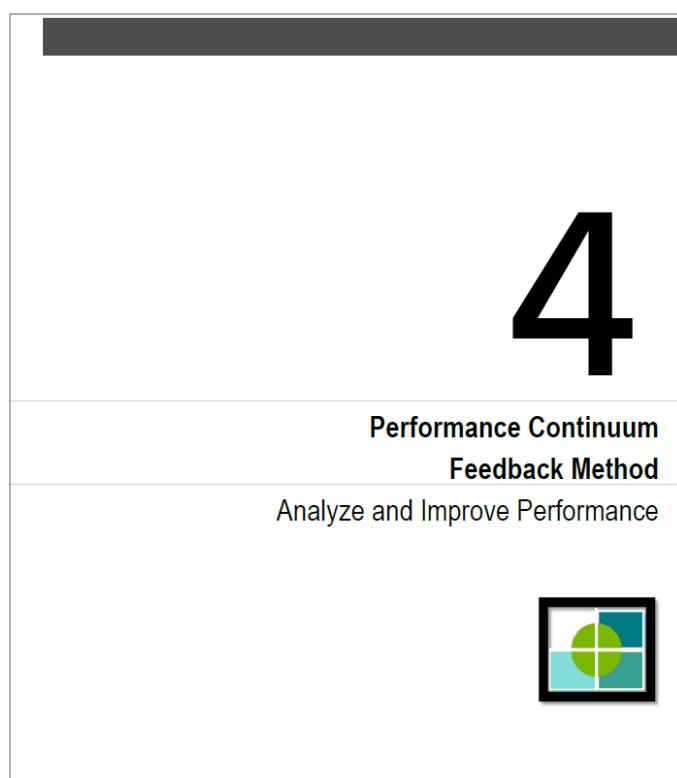 4
Performance Continuum
Feedback Method
Analyze and Improve Performance